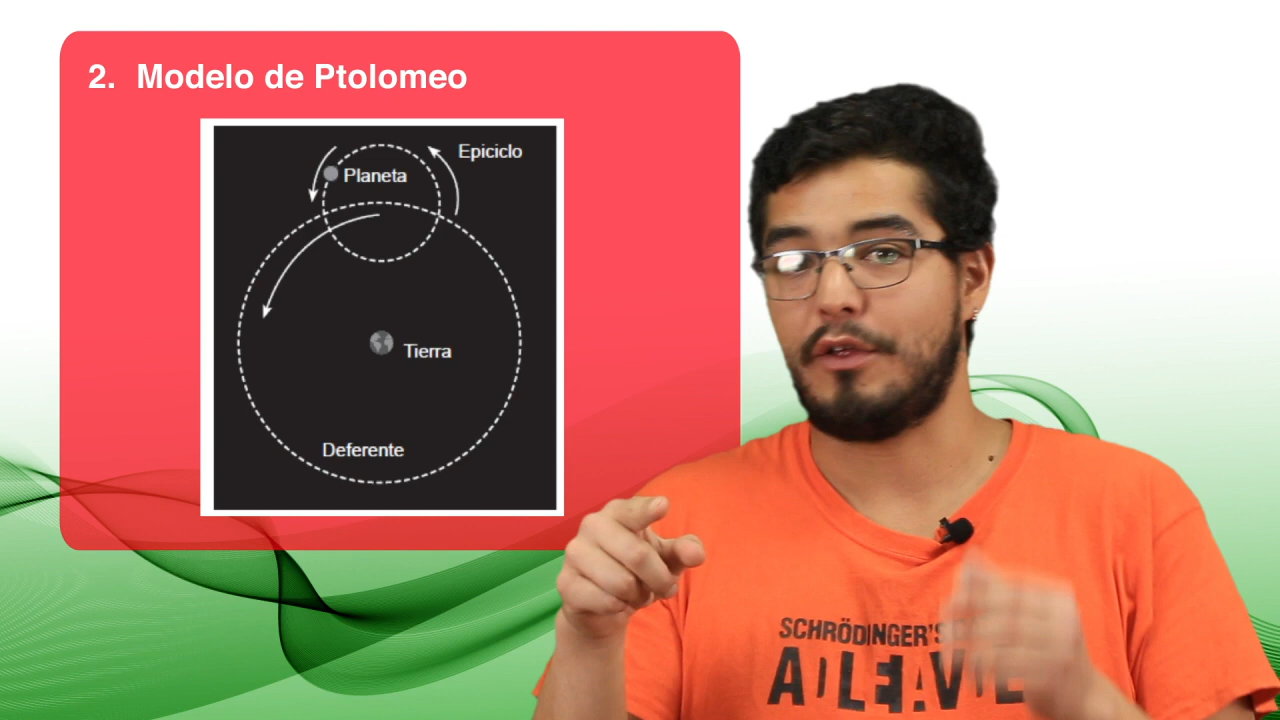 2. Modelo de Ptolomeo
Epiciclo
Planeta
Tierra
Deferente
SCHRÖDINGER'S